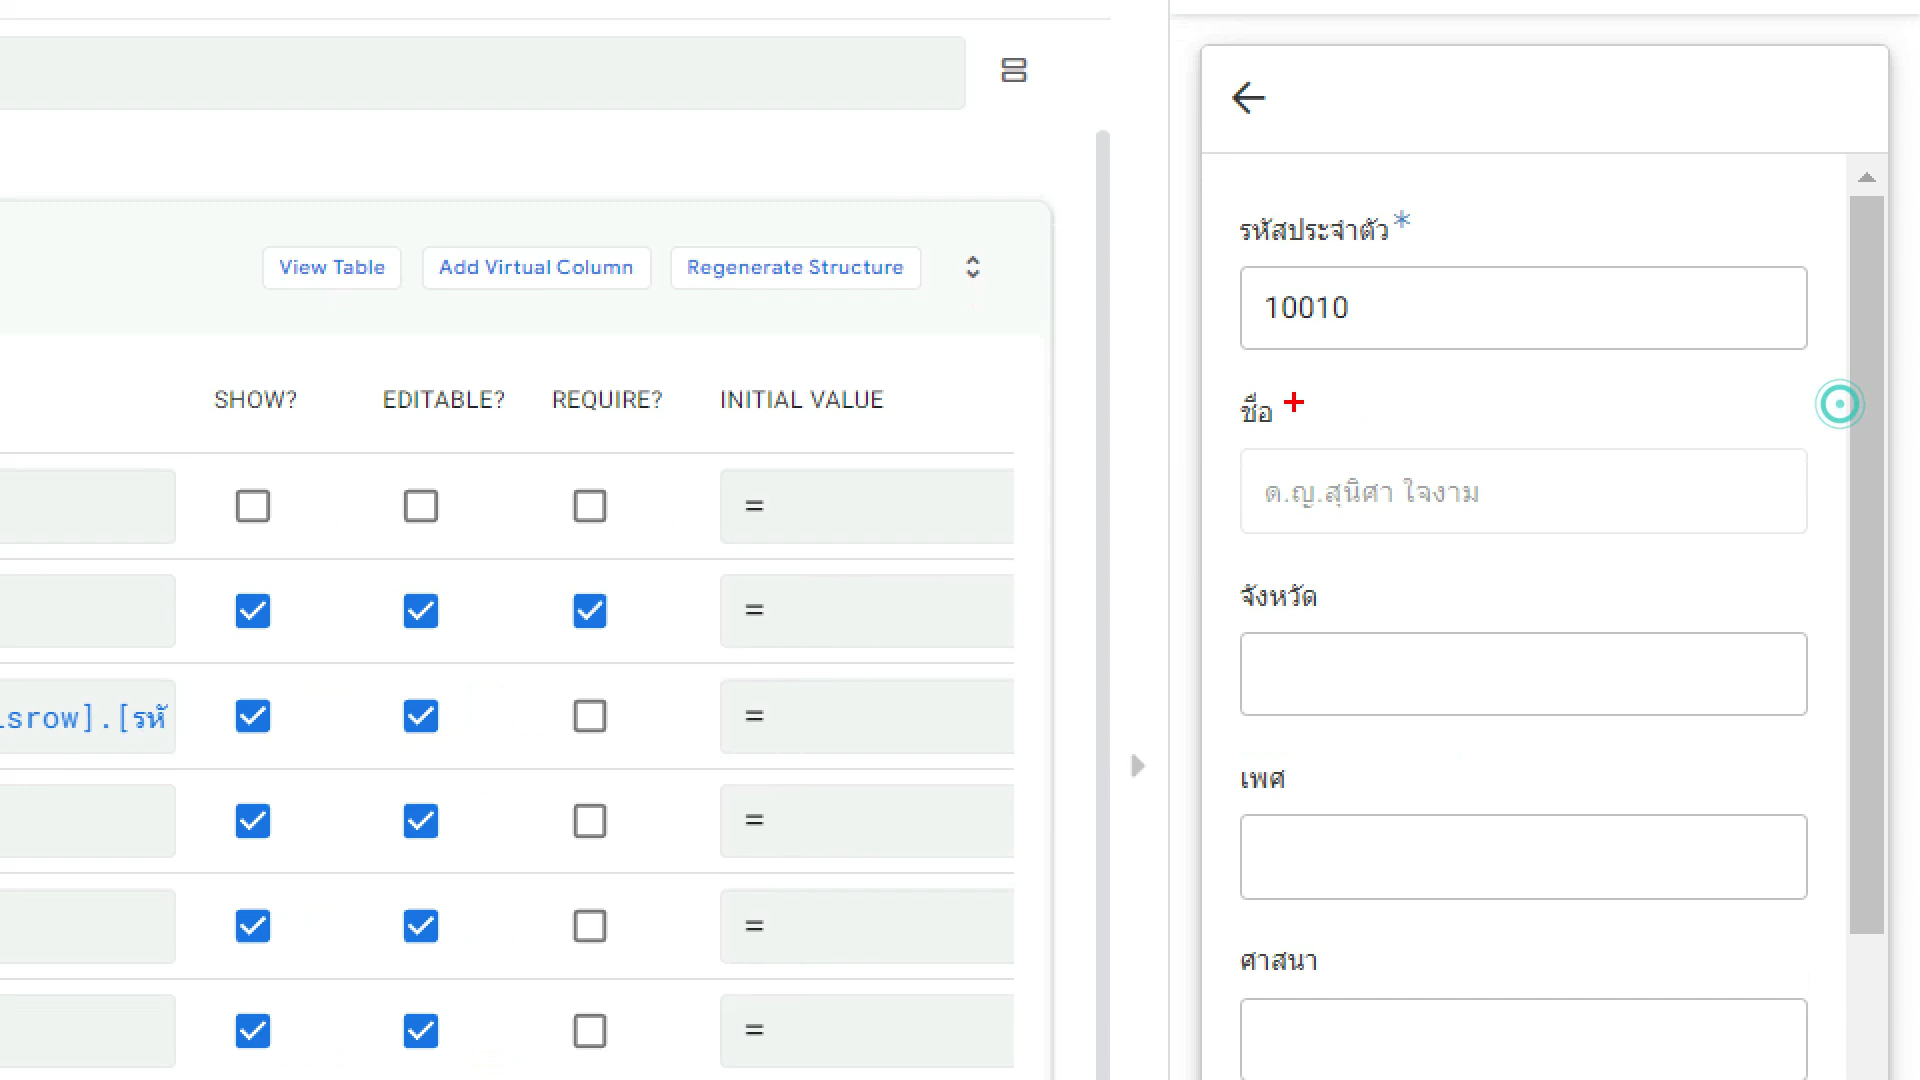 View Table
Add Virtual Column
Regenerate Structure
SHOW?
EDITABLE?
REQUIRE?
INITIAL VALUE
=
=
srow].[รหั
=
=
=
=
รหัสประจำตัว*
10010
ชื่อ
ด.ญ.สุนิศา ใจงาม
จังหวัด
เพศ
ศาสนา